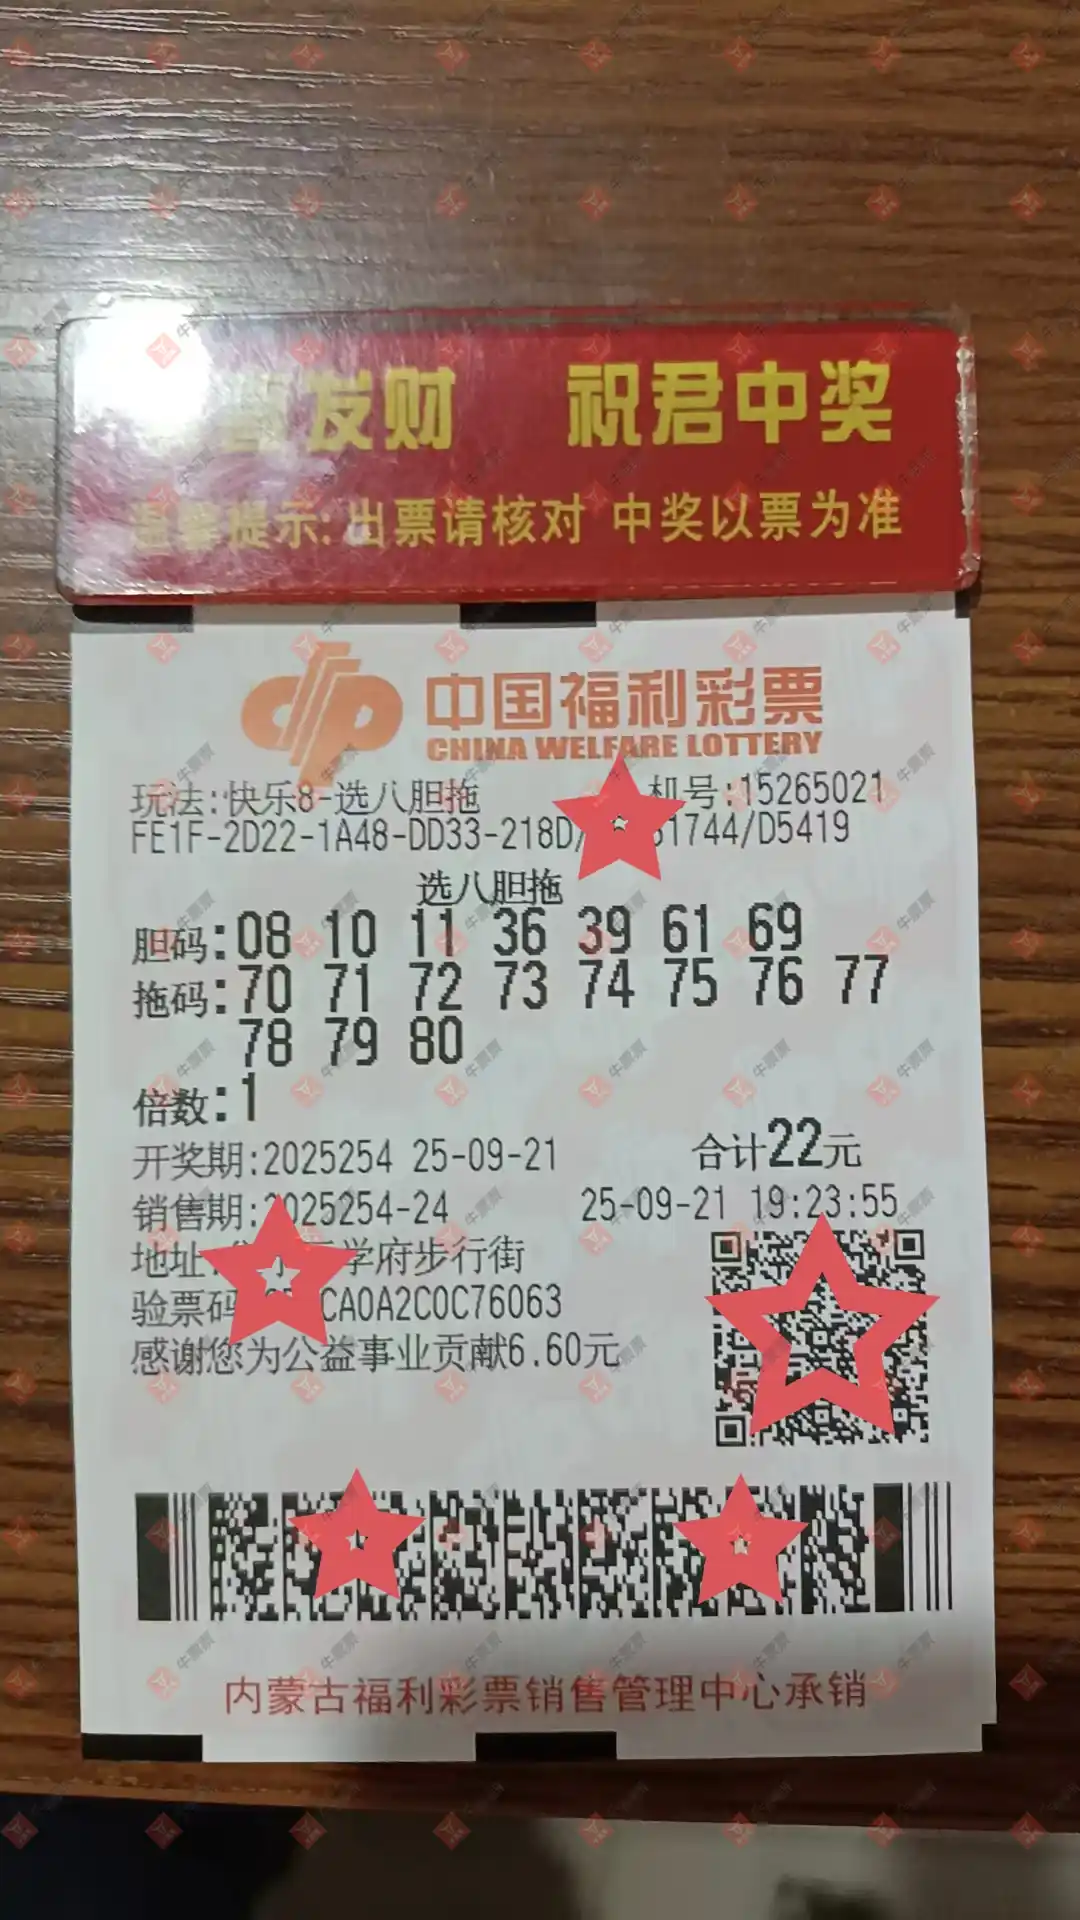 发财 祝君中奖
温馨提示:出票请核对 中奖以票为准
中国福利彩票
CHINA WELFARE LOTTERY
玩法:快乐8-选八胆拖 机号:15265021
FE1F-2D22-1A48-DD33-218D/ 61744/D5419
选八胆拖
胆码:08 10 11 36 39 61 69
拖码:70 71 72 73 74 75 76 77
78 79 80
倍数:1
开奖期:2025254 25-09-21 合计22元
销售期:2025254-24 25-09-21 19:23:55
地址: 学府步行街
验票码 CA0A2C0C76063
感谢您为公益事业贡献6.60元
内蒙古福利彩票销售管理中心承销
牛票票